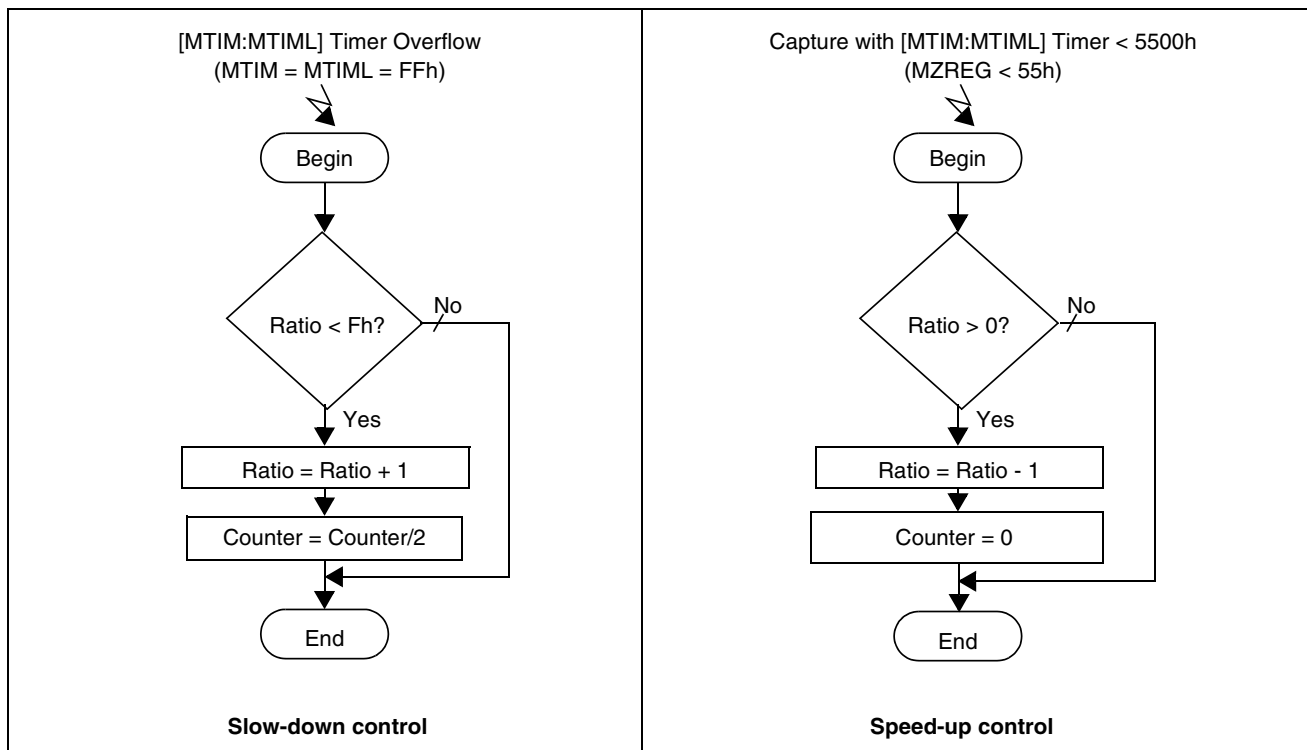 [MTIM:MTIML] Timer Overflow
(MTIM = MTIML = FFh)
Begin
Ratio < Fh?
No
Yes
Ratio = Ratio + 1
Counter = Counter/2
End
Slow-down control
Capture with [MTIM:MTIML] Timer < 5500h
(MZREG < 55h)
Begin
Ratio > 0?
No
Yes
Ratio = Ratio - 1
Counter = 0
End
Speed-up control